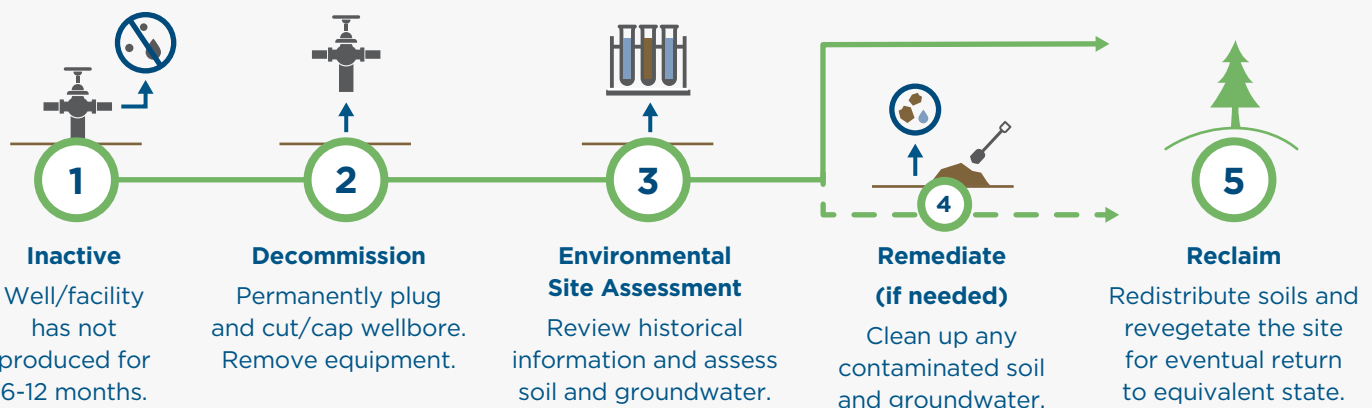 1
Inactive
Well/facility
has not
produced for
6-12 months.
2
Decommission
Permanently plug
and cut/cap wellbore.
Remove equipment.
3
Environmental
Site Assessment
Review historical
information and assess
soil and groundwater.
4
Remediate
(if needed)
Clean up any
contaminated soil
and groundwater.
5
Reclaim
Redistribute soils and
revegetate the site
for eventual return
to equivalent state.